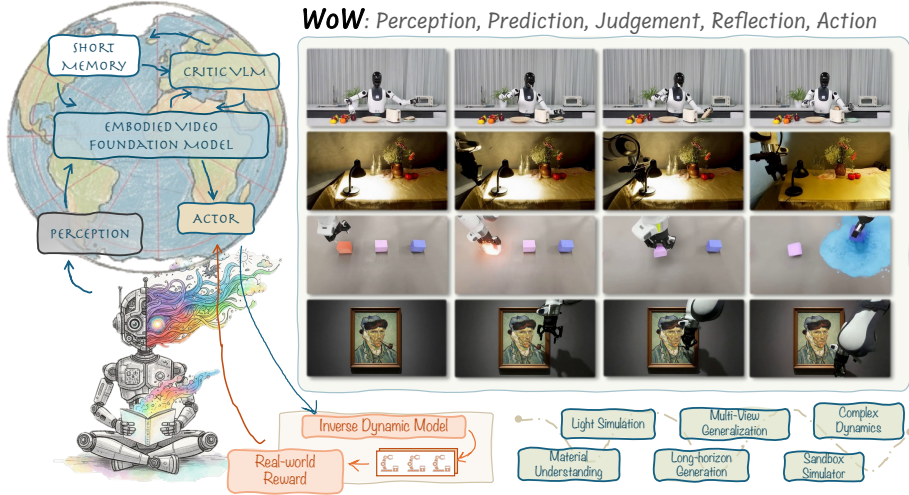 WoW: Perception, Prediction, Judgement, Reflection, Action
SHORT
MEMORY
CRITIC VLM
EMBODIED VIDEO
FOUNDATION MODEL
PERCEPTION
ACTOR
Inverse Dynamic Model
Real-world
Reward
Light Simulation
Multi-View
Generalization
Complex
Dynamics
Material
Understanding
Long-horizon
Generation
Sandbox
Simulator